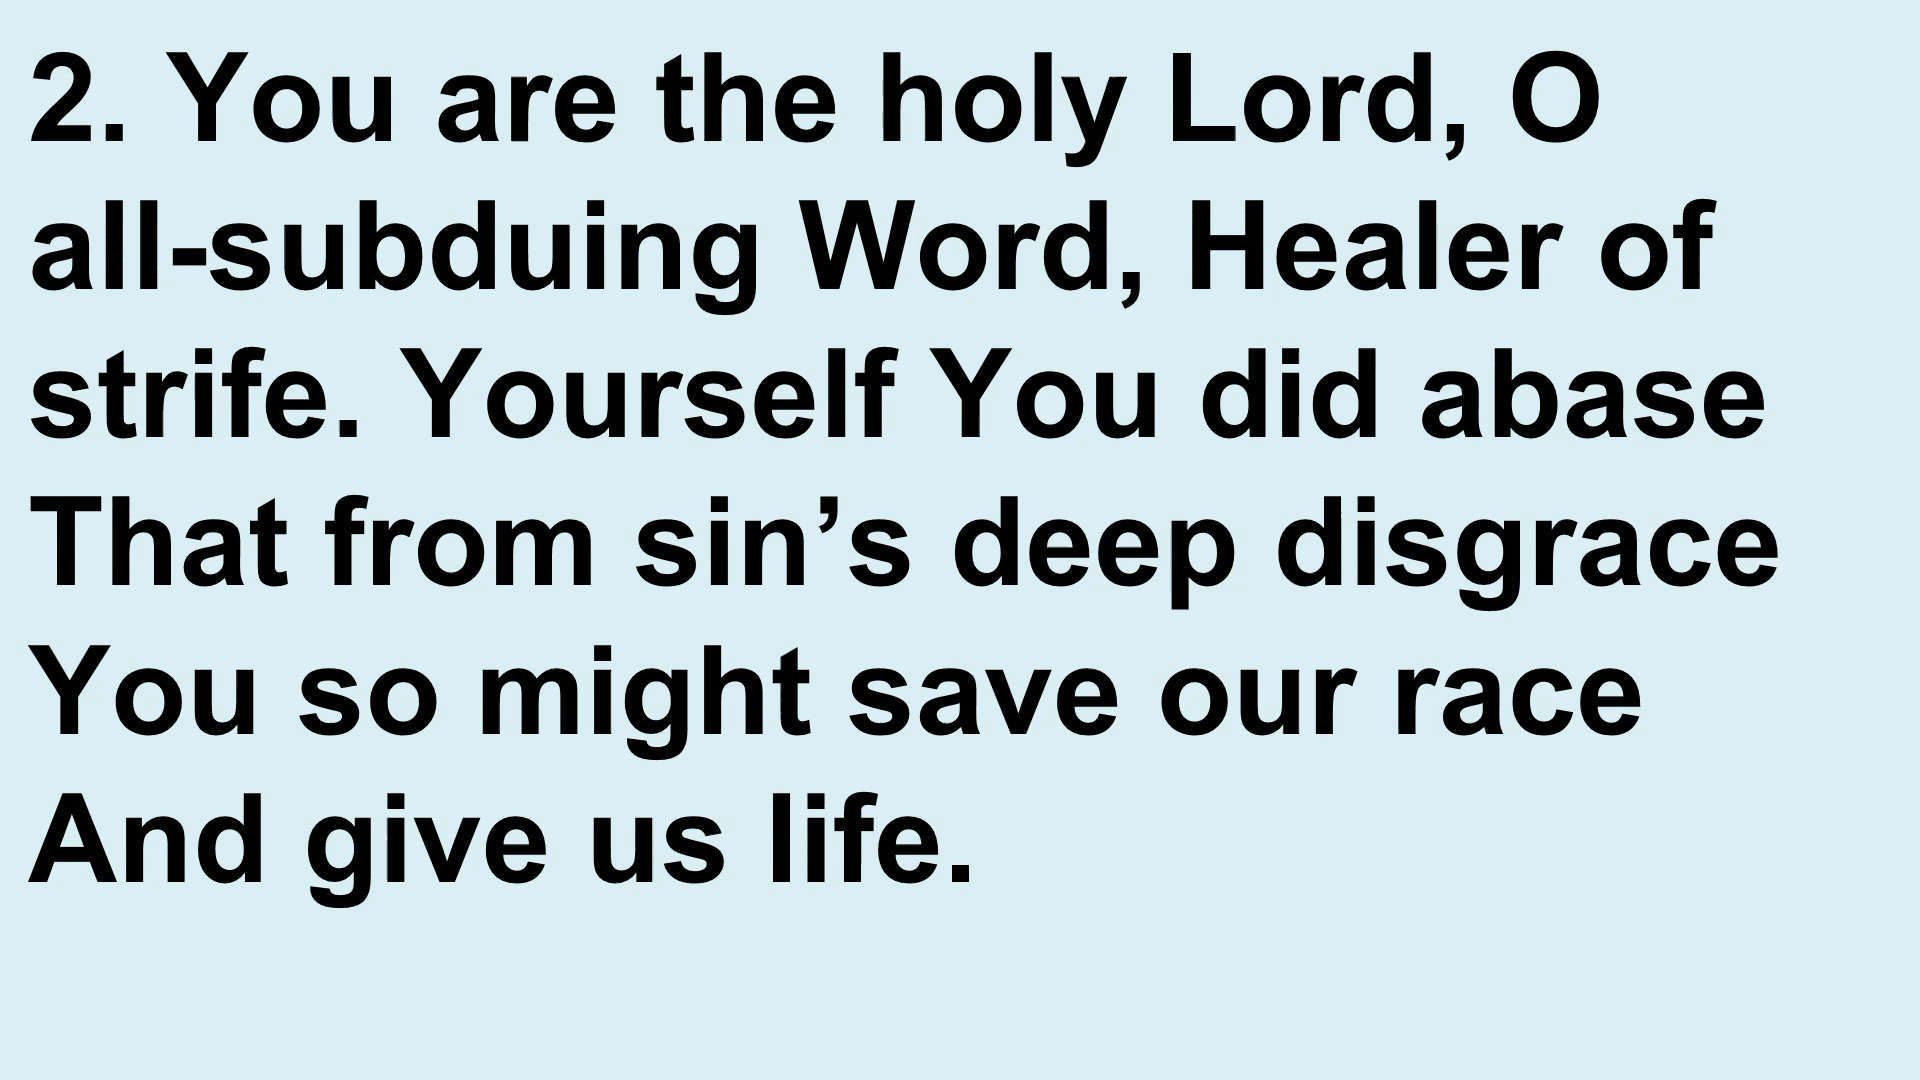 2. You are the holy Lord, O
all-subduing Word, Healer of
strife. Yourself You did abase
That from sin’s deep disgrace
You so might save our race
And give us life.